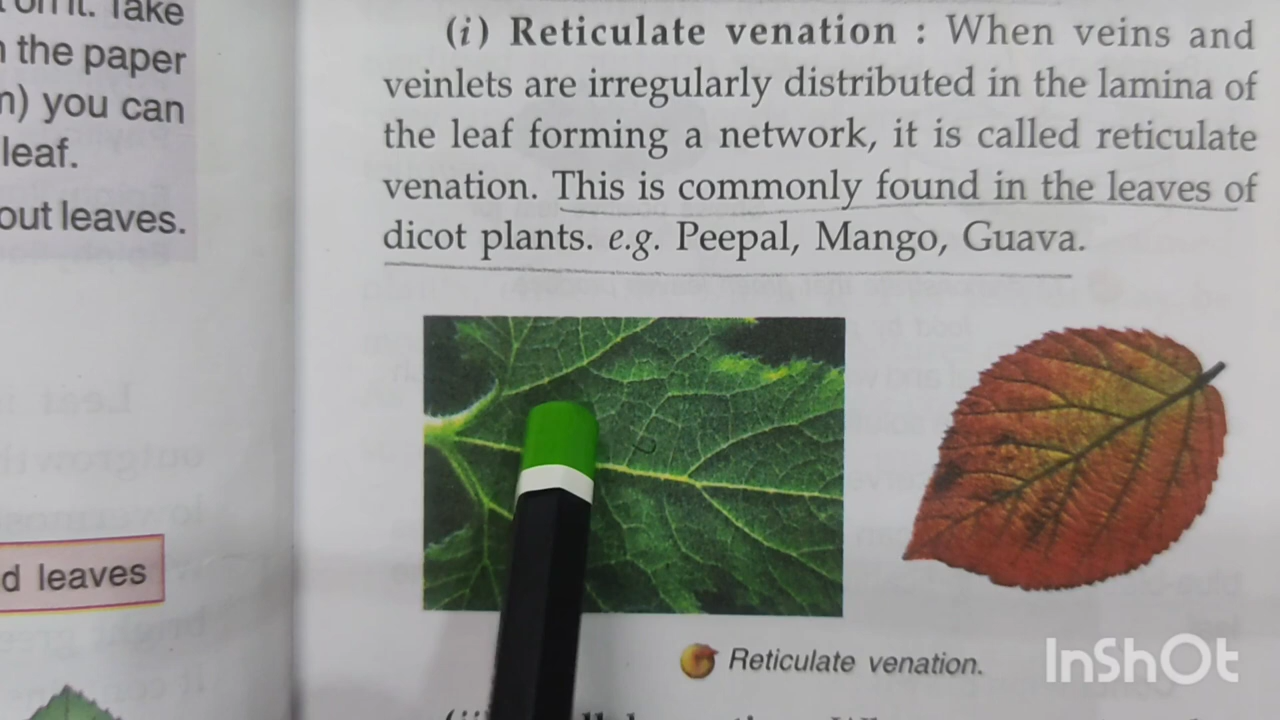 on it. Take
the paper
you can
leaf.
out leaves.
d leaves
(i) Reticulate venation : When veins and
veinlets are irregularly distributed in the lamina of
the leaf forming a network, it is called reticulate
venation. This is commonly found in the leaves of
dicot plants. e.g. Peepal, Mango, Guava.
Reticulate venation.
InShOt